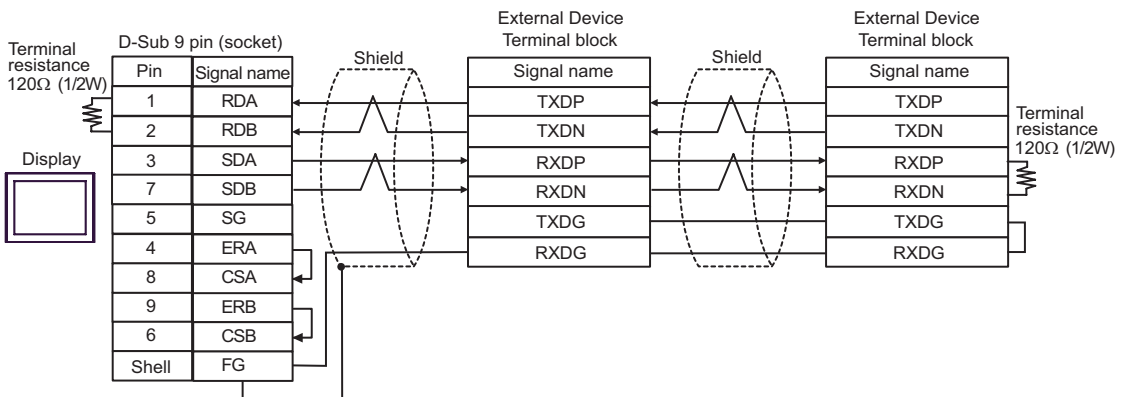 External Device
Terminal block
External Device
Terminal block
Terminal
resistance
120Ω (1/2W)
D-Sub 9 pin (socket)
Shield
Shield
Pin Signal name Signal name Signal name
1 RDA TXDP TXDP
2 RDB TXDN TXDN
Terminal
resistance
120Ω (1/2W)
Display
3 SDA RXDP RXDP
7 SDB RXDN RXDN
5 SG TXDG TXDG
4 ERA RXDG RXDG
8 CSA
9 ERB
6 CSB
Shell FG